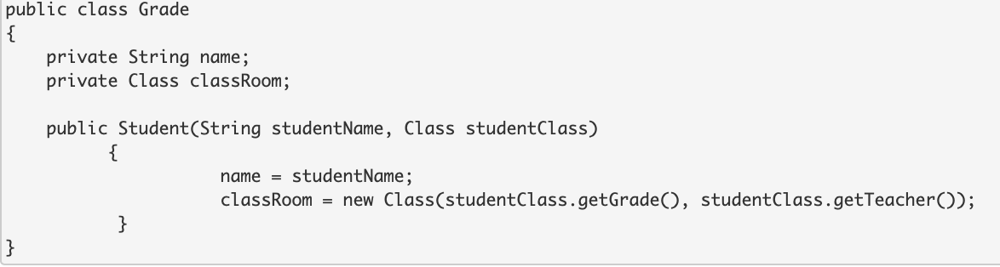 public class Grade
{
    private String name;
    private Class classRoom;

    public Student(String studentName, Class studentClass)
          {
                     name = studentName;
                     classRoom = new Class(studentClass.getGrade(), studentClass.getTeacher());
           }
}